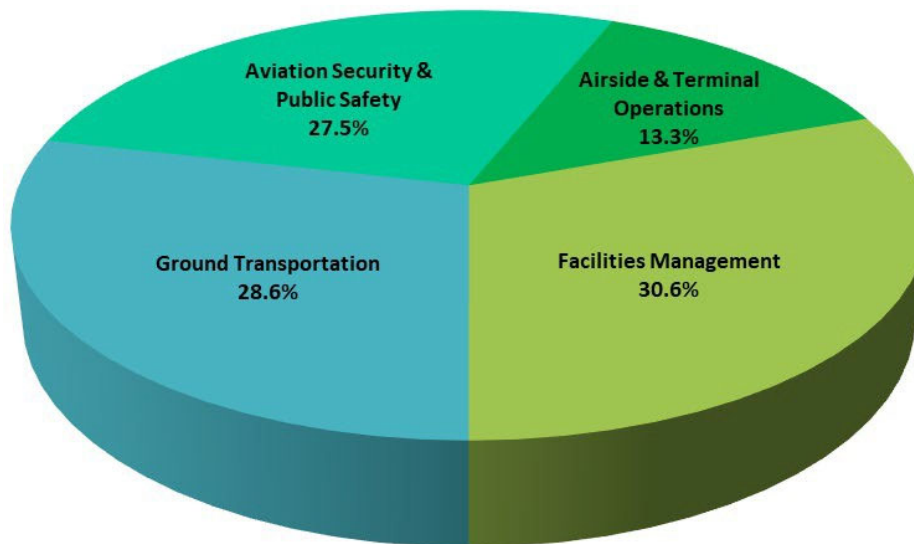 Aviation Security &
Public Safety
27.5%
Airside & Terminal
Operations
13.3%
Ground Transportation
28.6%
Facilities Management
30.6%